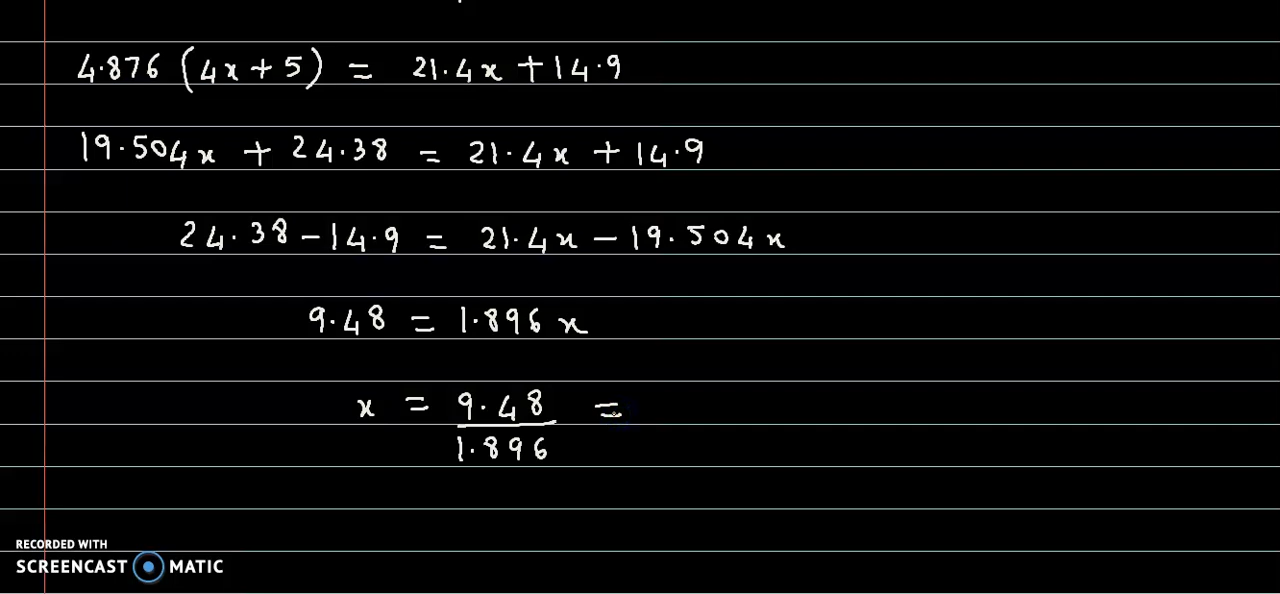 4.876 (4x + 5) = 21.4x + 14.9
19.504x + 24.38 = 21.4x + 14.9
24.38 - 14.9 = 21.4x - 19.504x
9.48 = 1.896x
x = 9.48 =
1.896
RECORDED WITH
SCREENCAST MATIC